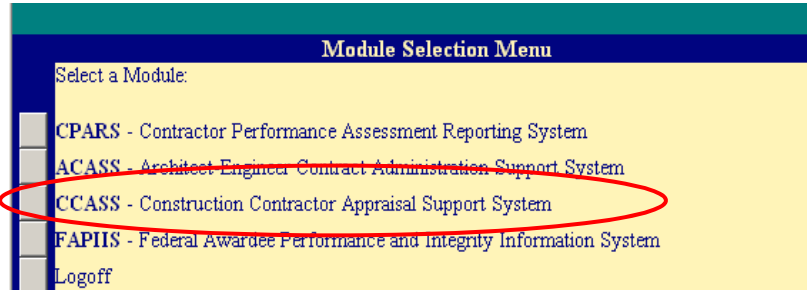 Module Selection Menu
Select a Module:
CPARS - Contractor Performance Assessment Reporting System
ACASS - Architect-Engineer Contract Administration Support System
CCASS - Construction Contractor Appraisal Support System
FAPIIS - Federal Awardee Performance and Integrity Information System
Logoff